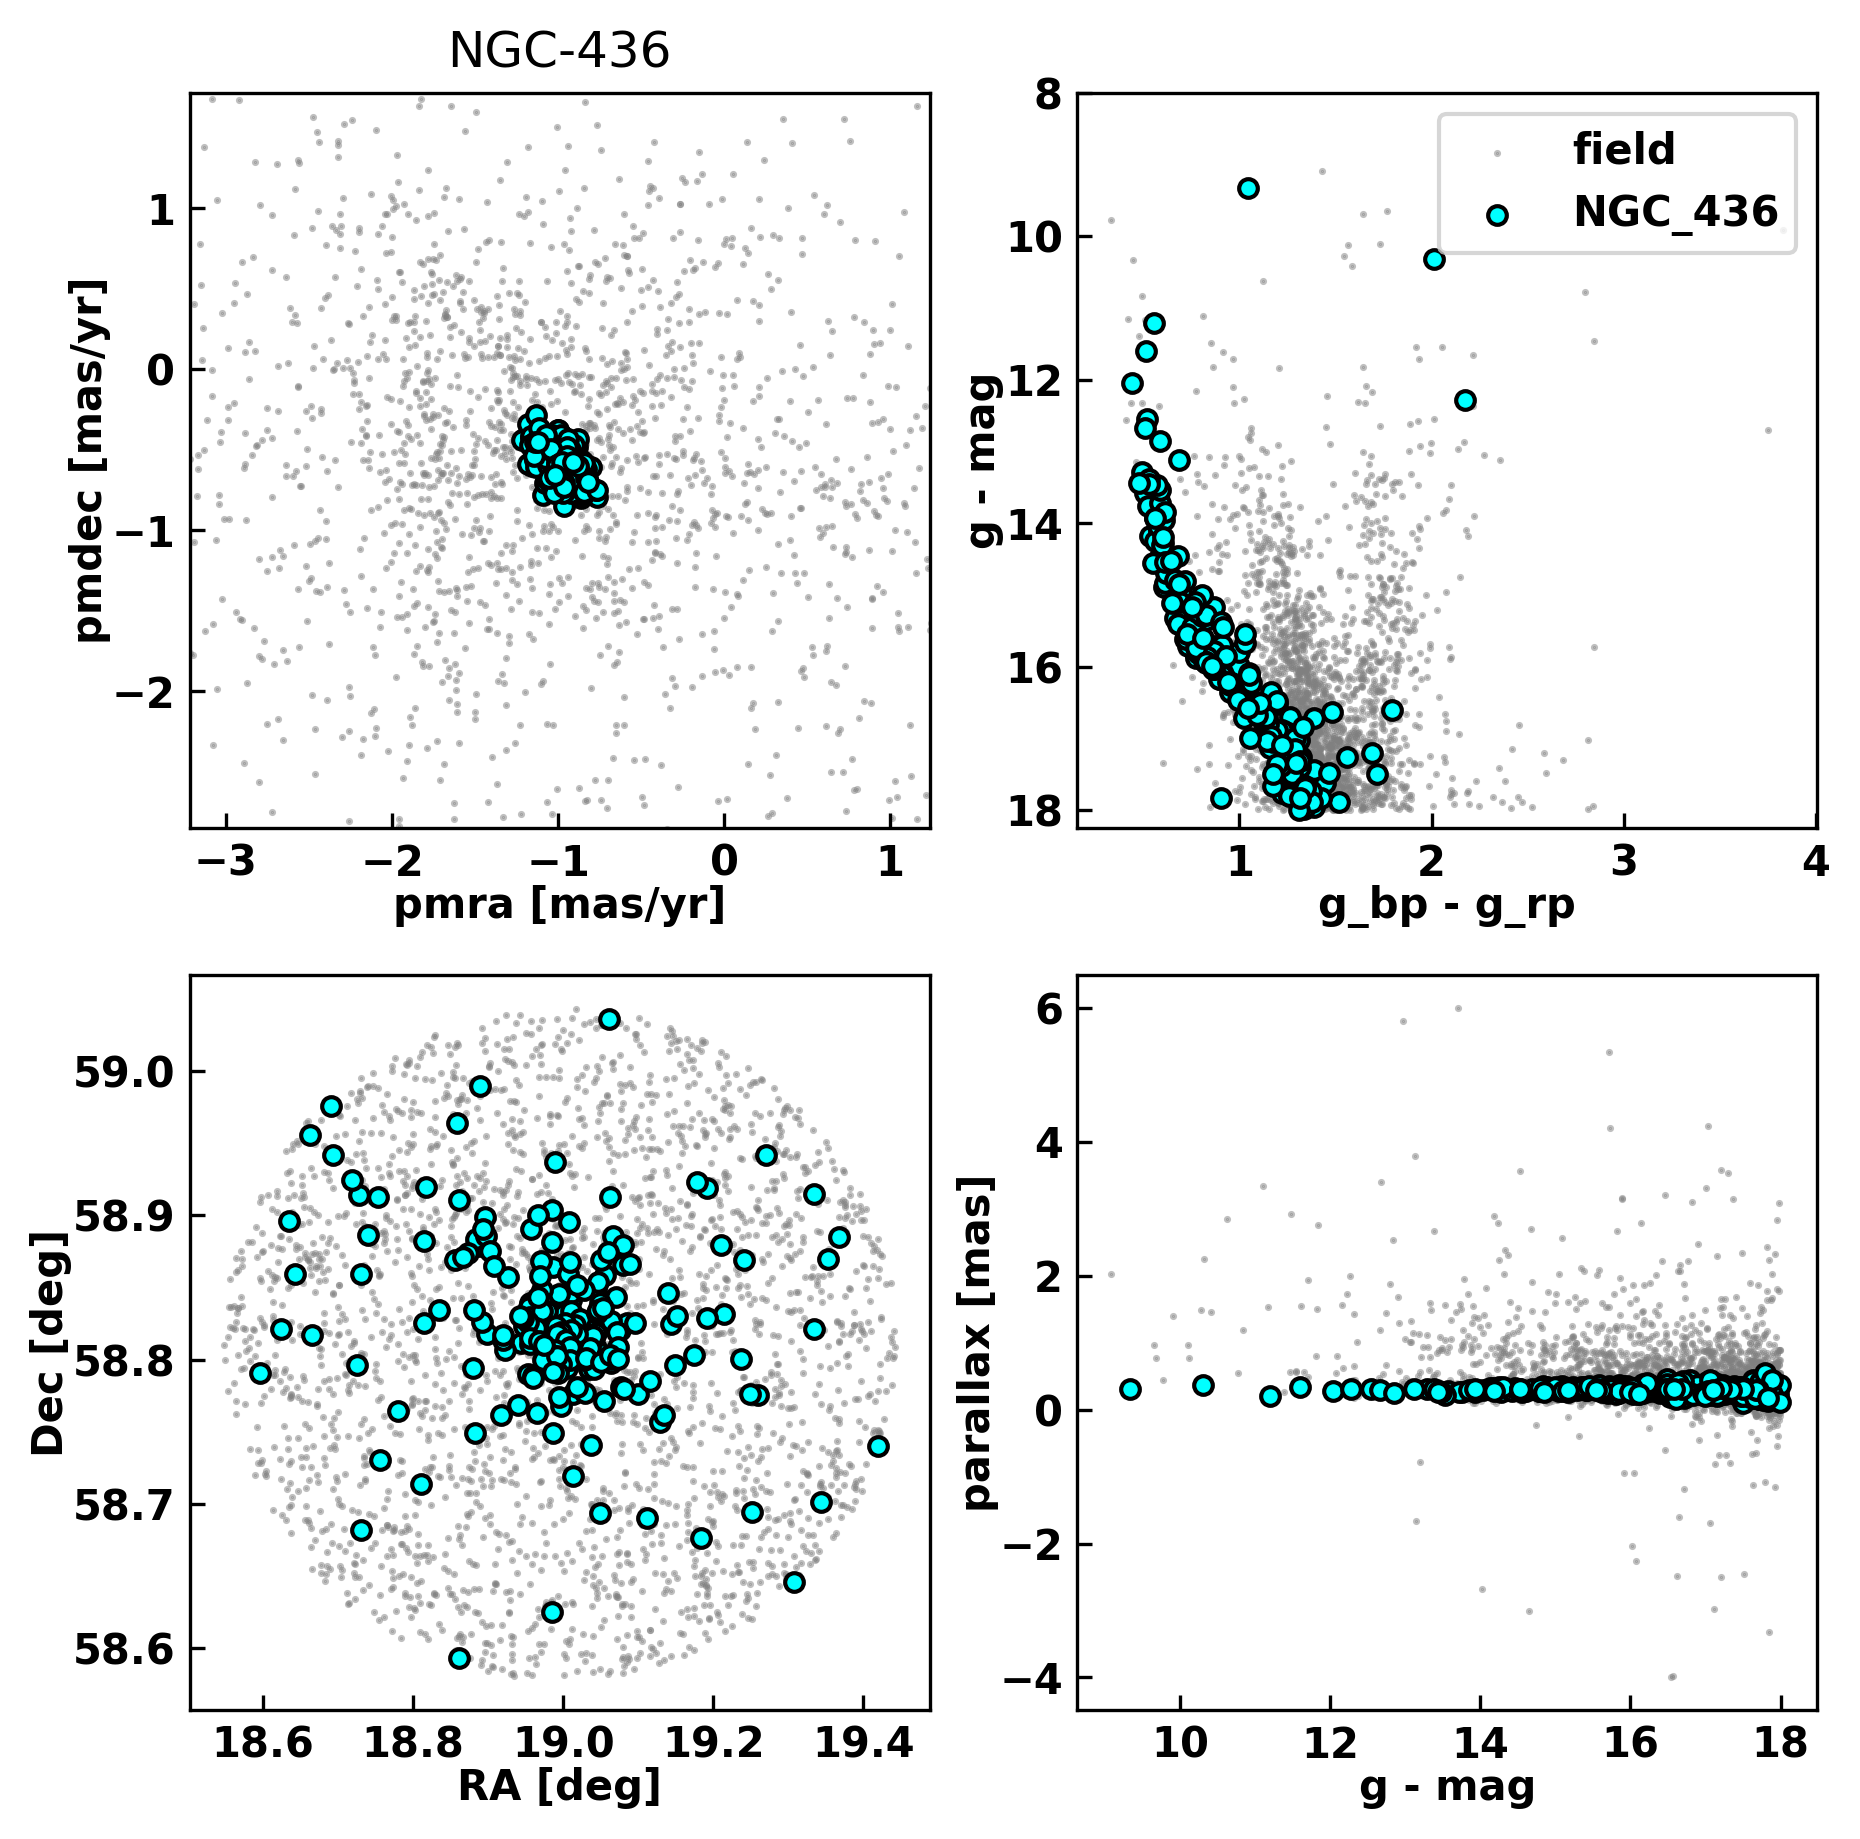 NGC-436
1
0
−1
−2
pmdec [mas/yr]
−3 −2 −1 0 1
pmra [mas/yr]
8
10
12
14
16
18
g - mag
field
NGC_436
1 2 3 4
g_bp - g_rp
59.0
58.9
58.8
58.7
58.6
Dec [deg]
18.6 18.8 19.0 19.2 19.4
RA [deg]
6
4
2
0
−2
−4
parallax [mas]
10 12 14 16 18
g - mag